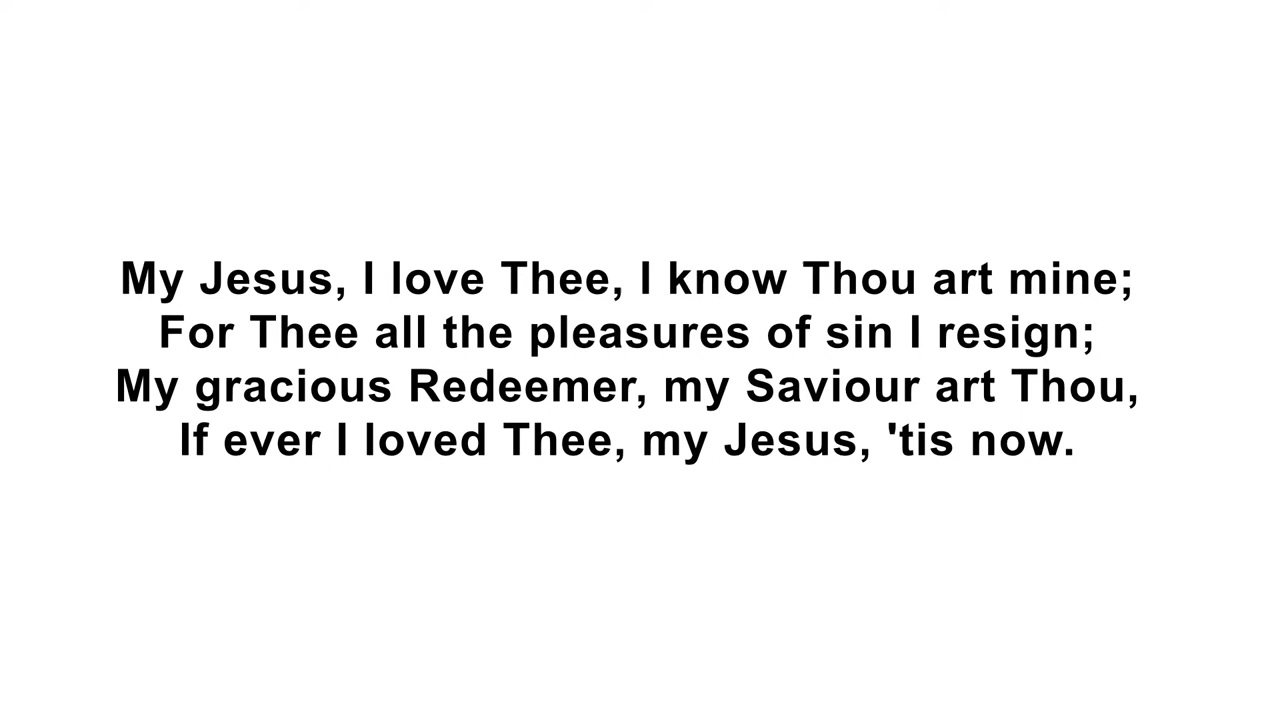 My Jesus, I love Thee, I know Thou art mine;
For Thee all the pleasures of sin I resign;
My gracious Redeemer, my Saviour art Thou,
If ever I loved Thee, my Jesus, 'tis now.